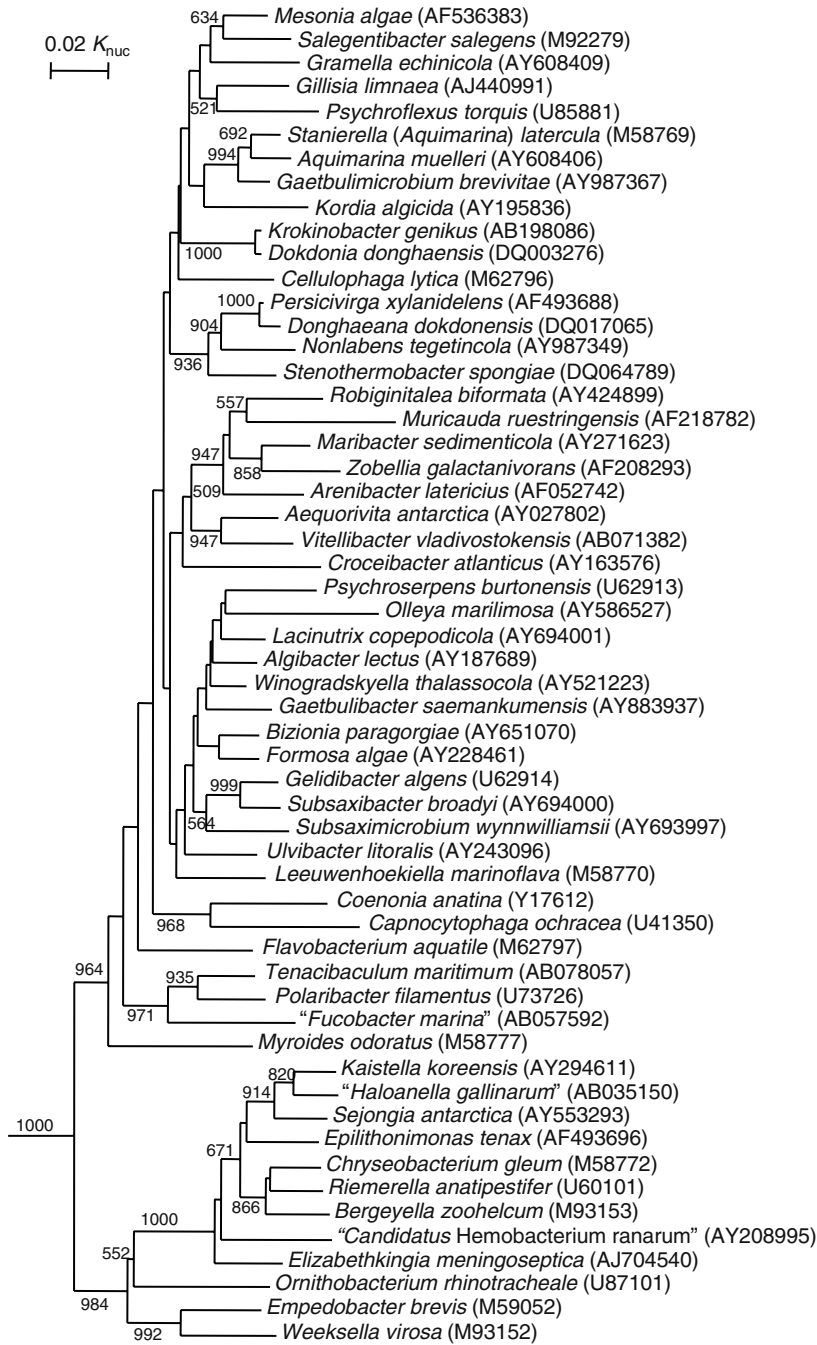 0.02 Knuc
634
Mesonia algae (AF536383)
Salegentibacter salegens (M92279)
Gramella echinicola (AY608409)
Gillisia limnaea (AJ440991)
521
Psychroflexus torquis (U85881)
692
Stanierella (Aquimarina) latercula (M58769)
994
Aquimarina muelleri (AY608406)
Gaetbulimicrobium brevivitae (AY987367)
Kordia algicida (AY195836)
Krokinobacter genikus (AB198086)
1000
Dokdonia donghaensis (DQ003276)
Cellulophaga lytica (M62796)
1000
Persicivirga xylanidelens (AF493688)
904
Donghaeana dokdonensis (DQ017065)
Nonlabens tegetincola (AY987349)
936
Stenothermobacter spongiae (DQ064789)
557
Robiginitalea biformata (AY424899)
Muricauda ruestringensis (AF218782)
Maribacter sedimenticola (AY271623)
947
858
Zobellia galactanivorans (AF208293)
509
Arenibacter latericius (AF052742)
Aequorivita antarctica (AY027802)
947
Vitellibacter vladivostokensis (AB071382)
Croceibacter atlanticus (AY163576)
Psychroserpens burtonensis (U62913)
Olleya marilimosa (AY586527)
Lacinutrix copepodicola (AY694001)
Algibacter lectus (AY187689)
Winogradskyella thalassocola (AY521223)
Gaetbulibacter saemankumensis (AY883937)
Bizionia paragorgiae (AY651070)
Formosa algae (AY228461)
999
Gelidibacter algens (U62914)
Subsaxibacter broadyi (AY694000)
564
Subsaximicrobium wynnwilliamsii (AY693997)
Ulvibacter litoralis (AY243096)
Leeuwenhoekiella marinoflava (M58770)
Coenonia anatina (Y17612)
968
Capnocytophaga ochracea (U41350)
Flavobacterium aquatile (M62797)
964
935
Tenacibaculum maritimum (AB078057)
Polaribacter filamentus (U73726)
971
“Fucobacter marina” (AB057592)
Myroides odoratus (M58777)
820
Kaistella koreensis (AY294611)
914
“Haloanella gallinarum” (AB035150)
Sejongia antarctica (AY553293)
1000
671
Epilithonimonas tenax (AF493696)
Chryseobacterium gleum (M58772)
Riemerella anatipestifer (U60101)
866
Bergeyella zoohelcum (M93153)
1000
“Candidatus Hemobacterium ranarum” (AY208995)
552
Elizabethkingia meningoseptica (AJ704540)
Ornithobacterium rhinotracheale (U87101)
984
Empedobacter brevis (M59052)
992
Weeksella virosa (M93152)